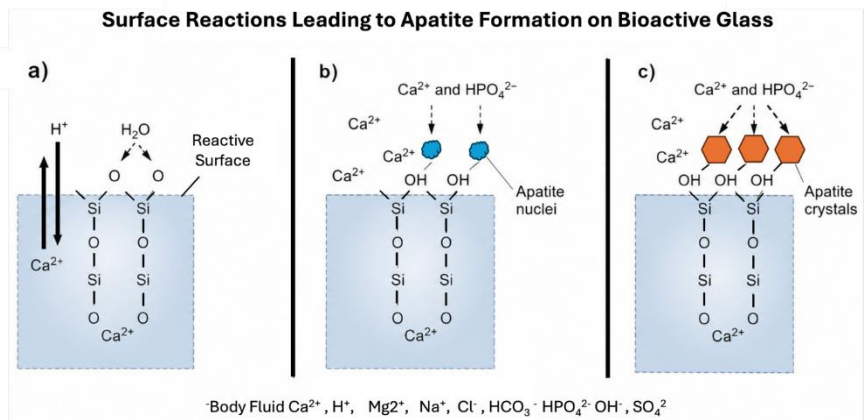 Surface Reactions Leading to Apatite Formation on Bioactive Glass
a)
H⁺ H₂O
Reactive
Surface
O O
Si Si
O O
Ca²⁺
Si Si
O O
Ca²⁺
b)
Ca²⁺ and HPO₄²⁻
Ca²⁺
Ca²⁺
Ca²⁺ OH OH
Apatite
nuclei
Si Si
O O
Si Si
O O
Ca²⁺
c)
Ca²⁺ and HPO₄²⁻
Ca²⁺
Ca²⁺
OH OH OH
Apatite
crystals
Si Si
O O
Si Si
O O
Ca²⁺
⁻Body Fluid Ca²⁺ , H⁺, Mg2⁺, Na⁺, Cl⁻, HCO₃ ⁻ HPO₄²⁻ OH⁻, SO₄²